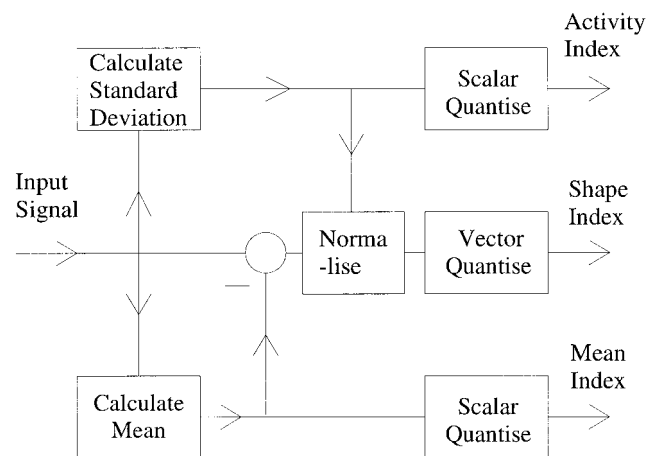 Activity
Index
Calculate
Standard
Deviation
Scalar
Quantise
Input
Signal
Shape
Index
Norma
-lise
Vector
Quantise
—
Mean
Index
Calculate
Mean
Scalar
Quantise